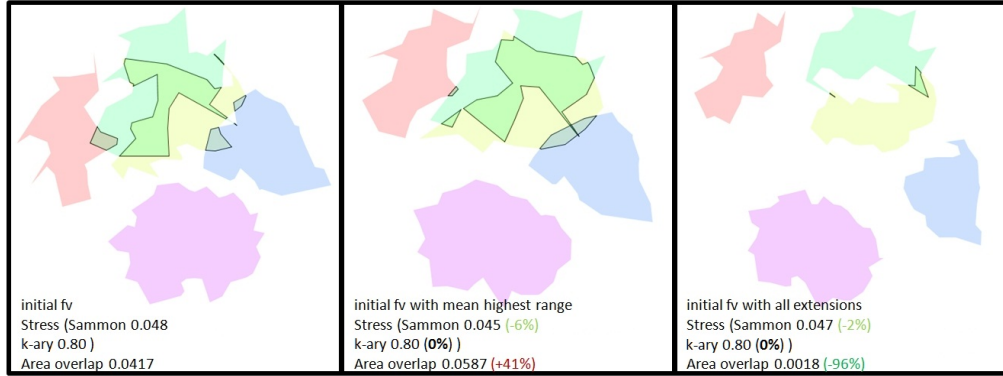 initial fv
Stress (Sammon 0.048
k-ary 0.80 )
Area overlap 0.0417
initial fv with mean highest range
Stress (Sammon 0.045 (-6%)
k-ary 0.80 (0%) )
Area overlap 0.0587 (+41%)
initial fv with all extensions
Stress (Sammon 0.047 (-2%)
k-ary 0.80 (0%) )
Area overlap 0.0018 (-96%)